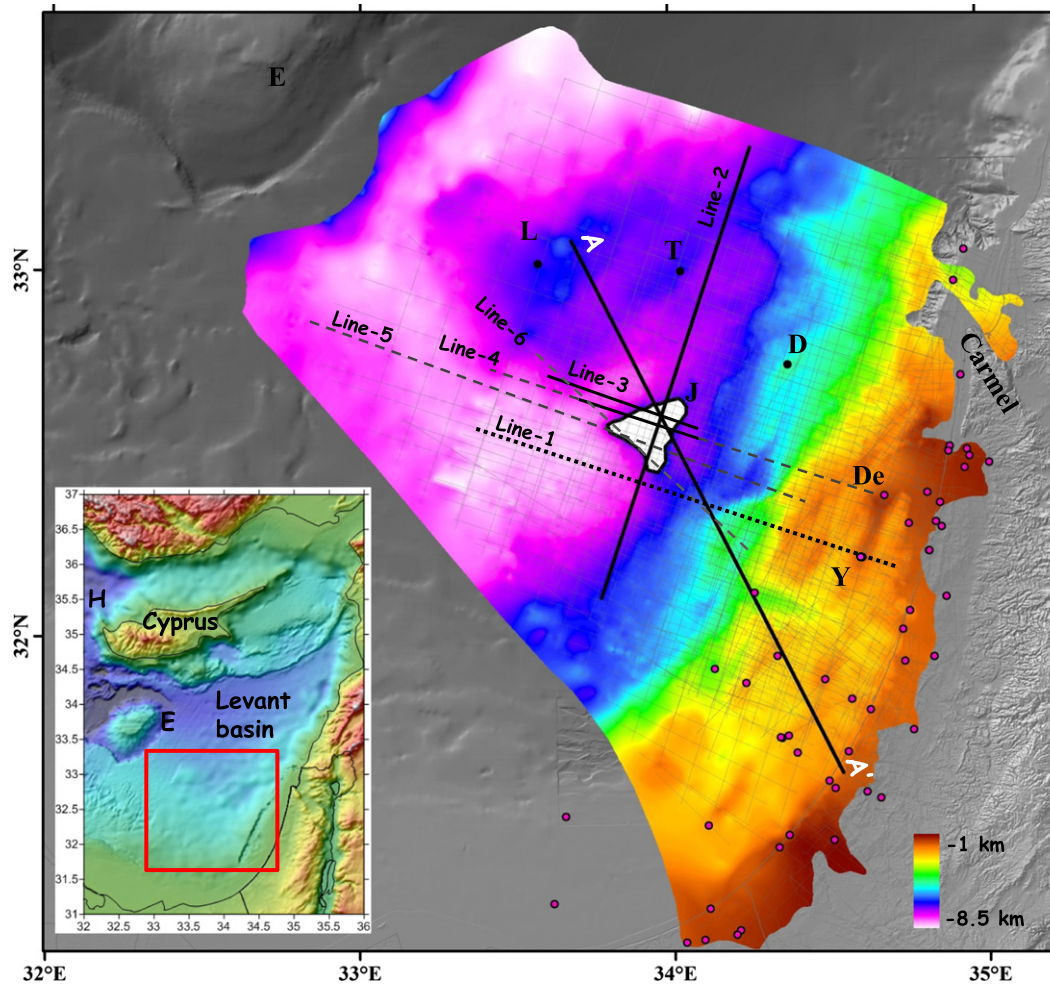 E
Line-2
L
A
T
33°N
Line-6
Line-5
Line-4
Line-3
D
Carmel
J
Line-1
De
Y
32°N
A'
-1 km
-8.5 km
37
36.5
36
35.5
35
34.5
34
33.5
33
32.5
32
31.5
31
H
Cyprus
E
Levant
basin
32 32.5 33 33.5 34 34.5 35 35.5 36
32°E 33°E 34°E 35°E